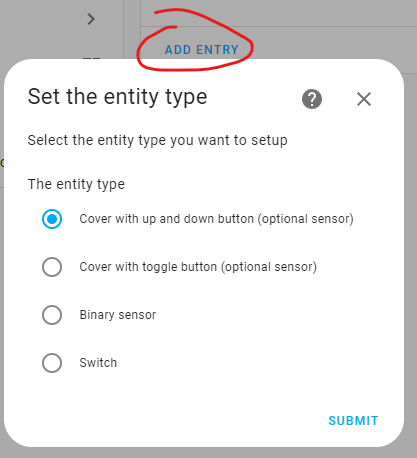 ADD ENTRY
Set the entity type
Select the entity type you want to setup
The entity type
Cover with up and down button (optional sensor)
Cover with toggle button (optional sensor)
Binary sensor
Switch
SUBMIT